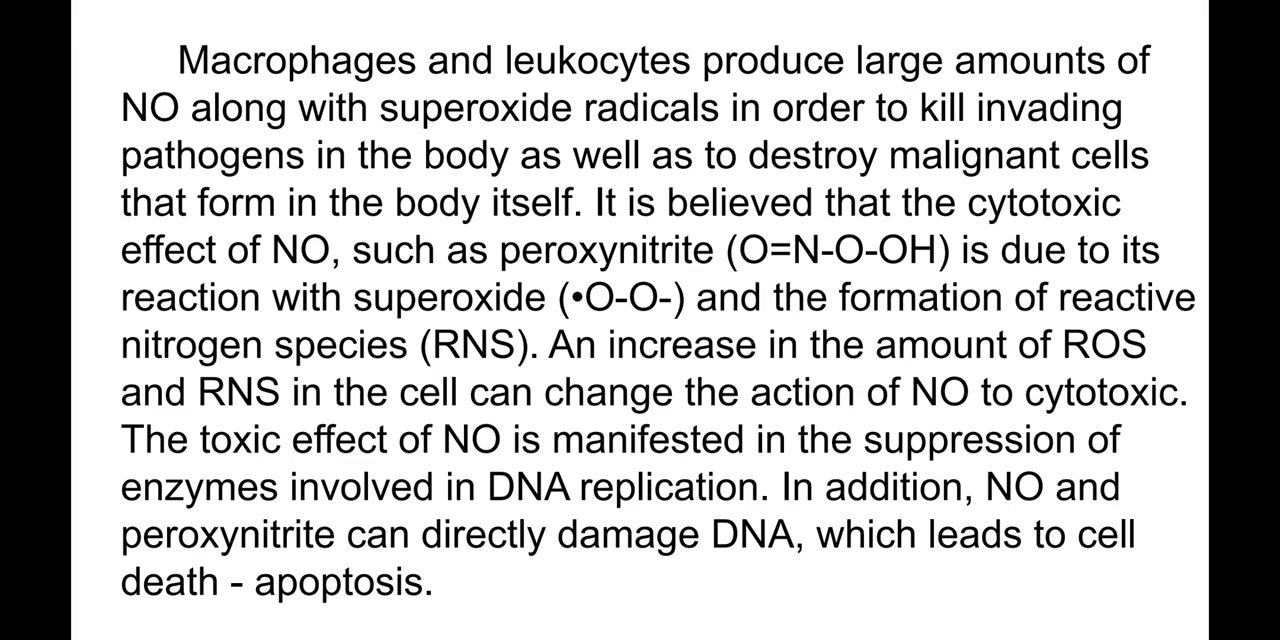 Macrophages and leukocytes produce large amounts of
NO along with superoxide radicals in order to kill invading
pathogens in the body as well as to destroy malignant cells
that form in the body itself. It is believed that the cytotoxic
effect of NO, such as peroxynitrite (O=N-O-OH) is due to its
reaction with superoxide (•O-O-) and the formation of reactive
nitrogen species (RNS). An increase in the amount of ROS
and RNS in the cell can change the action of NO to cytotoxic.
The toxic effect of NO is manifested in the suppression of
enzymes involved in DNA replication. In addition, NO and
peroxynitrite can directly damage DNA, which leads to cell
death - apoptosis.